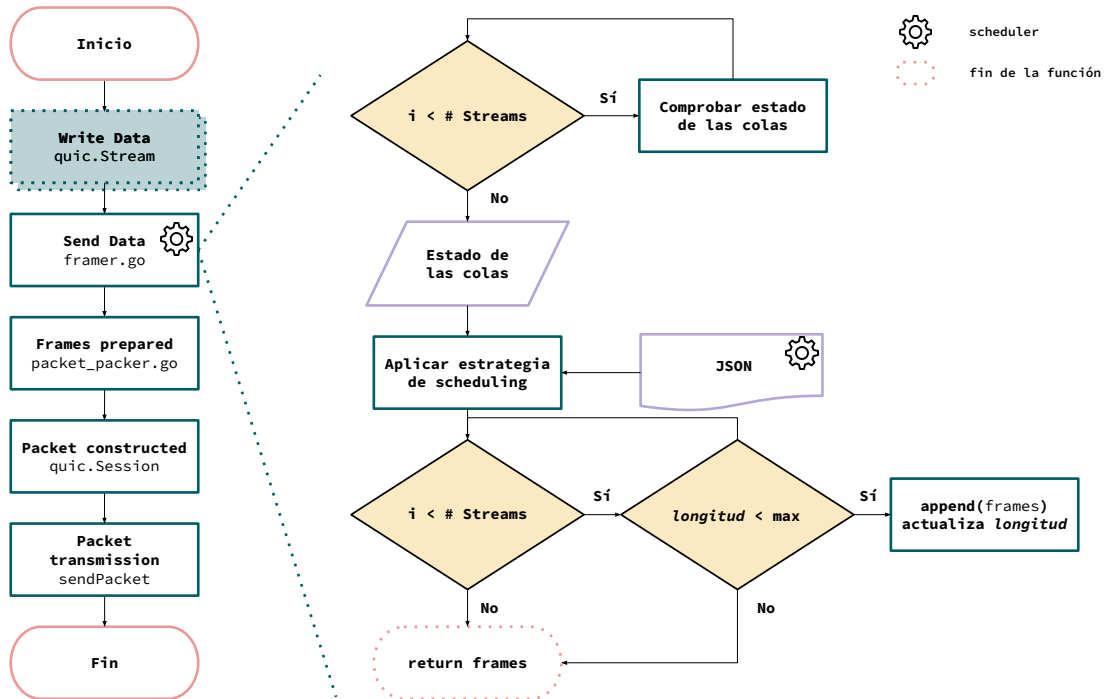 Inicio
Write Data
quic.Stream
Send Data
framer.go
Frames prepared
packet_packer.go
Packet constructed
quic.Session
Packet
transmission
sendPacket
Fin
i < # Streams
Sí
Comprobar estado
de las colas
No
Estado de
las colas
Aplicar estrategia
de scheduling
JSON
i < # Streams
Sí
longitud < max
Sí
append(frames)
actualiza longitud
No
No
return frames
scheduler
fin de la función